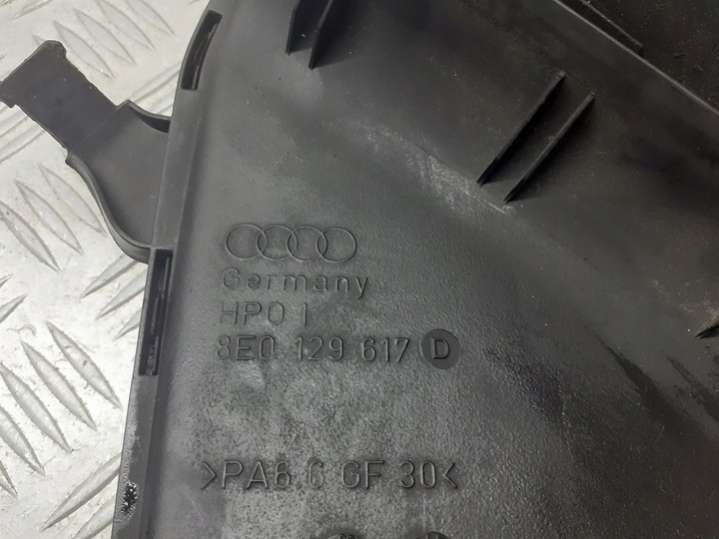 Germany
HPO I
8E0 129 617 D
>PA6.6 GF 30<